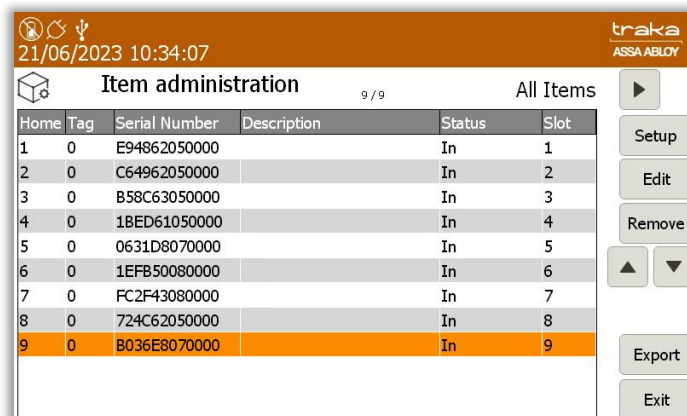 21/06/2023 10:34:07
traka
ASSA ABLOY
Item administration 9/9 All Items
Home Tag Serial Number Description Status Slot
1 0 E94862050000 In 1
2 0 C64962050000 In 2
3 0 B58C63050000 In 3
4 0 1BED61050000 In 4
5 0 0631D8070000 In 5
6 0 1EFB50080000 In 6
7 0 FC2F43080000 In 7
8 0 724C62050000 In 8
9 0 B036E8070000 In 9
Setup
Edit
Remove
Export
Exit